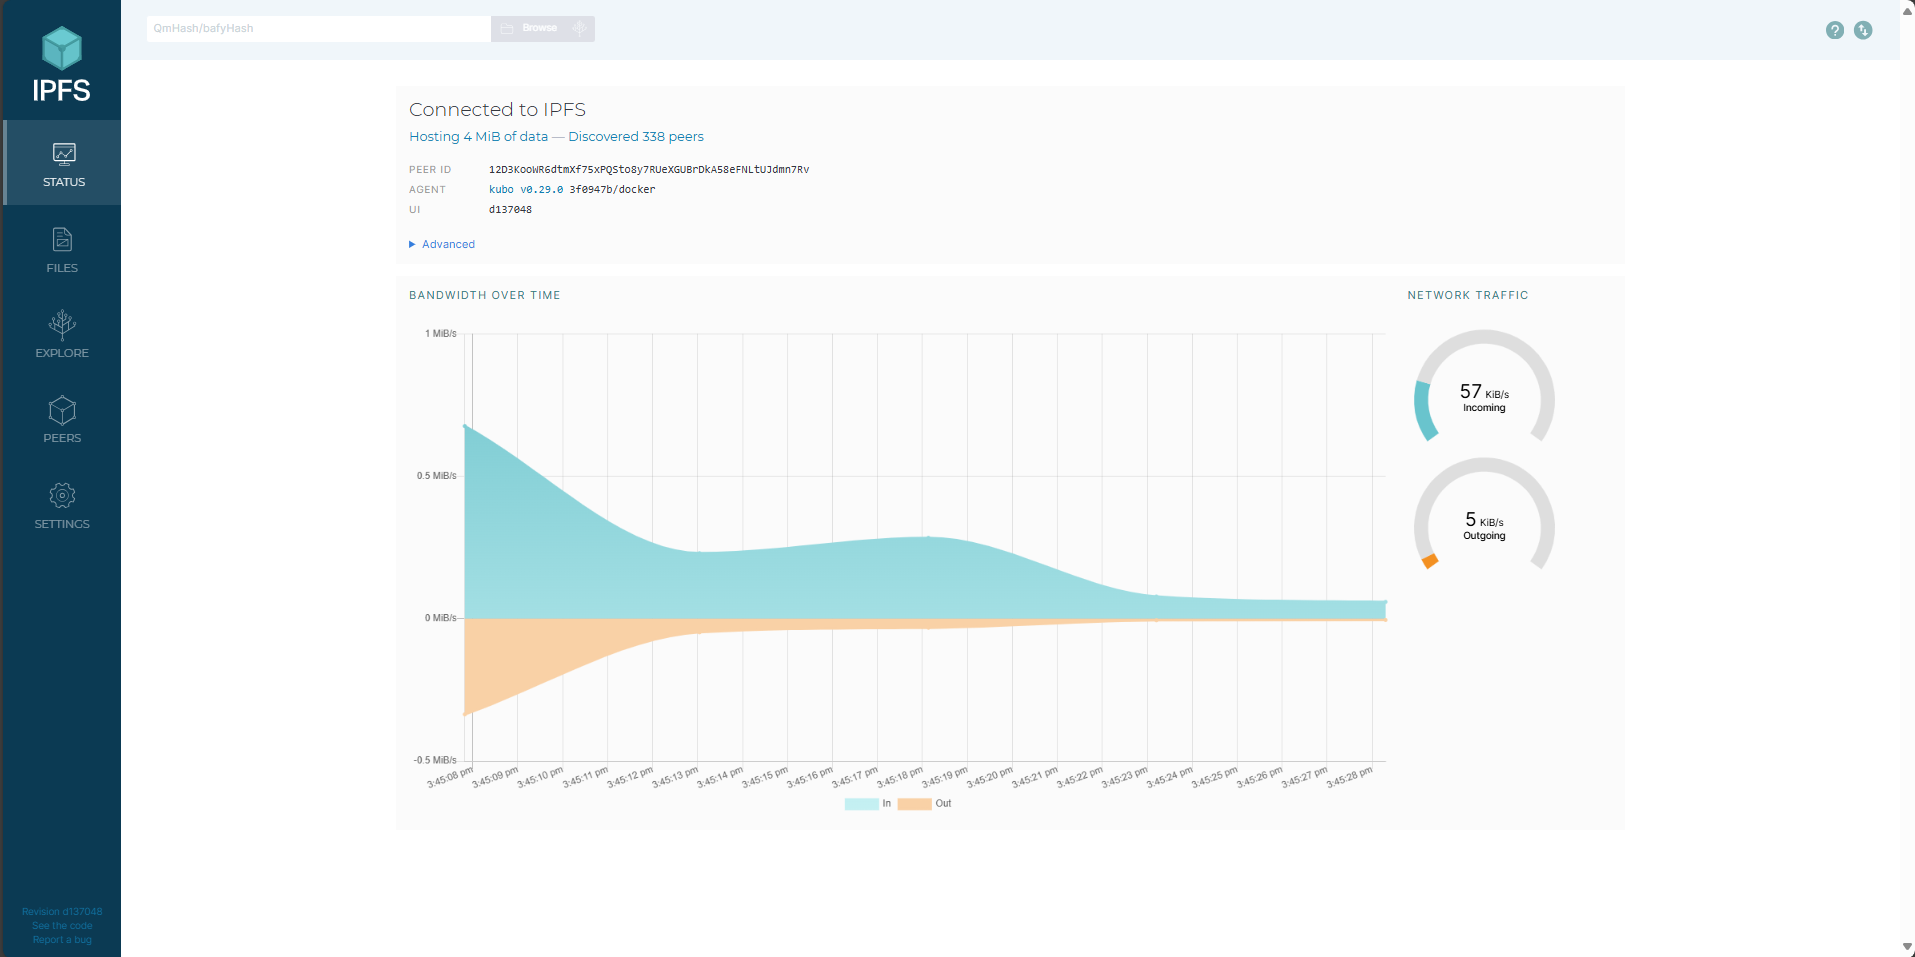 IPFS
STATUS
FILES
EXPLORE
PEERS
SETTINGS
Revision d137048
See the code
Report a bug
QmHash/bafyHash
Browse
Connected to IPFS
Hosting 4 MiB of data — Discovered 338 peers
PEER ID 12D3KooWR6dtmXf75xPQSto8y7RUeXGUBrDkA58eFNLtUJdmn7Rv
AGENT kubo v0.29.0 3f0947b/docker
UI d137048
Advanced
BANDWIDTH OVER TIME
1 MiB/s
0.5 MiB/s
0 MiB/s
-0.5 MiB/s
3:45:08 pm 3:45:09 pm 3:45:10 pm 3:45:11 pm 3:45:12 pm 3:45:13 pm 3:45:14 pm 3:45:15 pm 3:45:16 pm 3:45:17 pm 3:45:18 pm 3:45:19 pm 3:45:20 pm 3:45:21 pm 3:45:22 pm 3:45:23 pm 3:45:24 pm 3:45:25 pm 3:45:26 pm 3:45:27 pm 3:45:28 pm
In Out
NETWORK TRAFFIC
57 KiB/s
Incoming
5 KiB/s
Outgoing